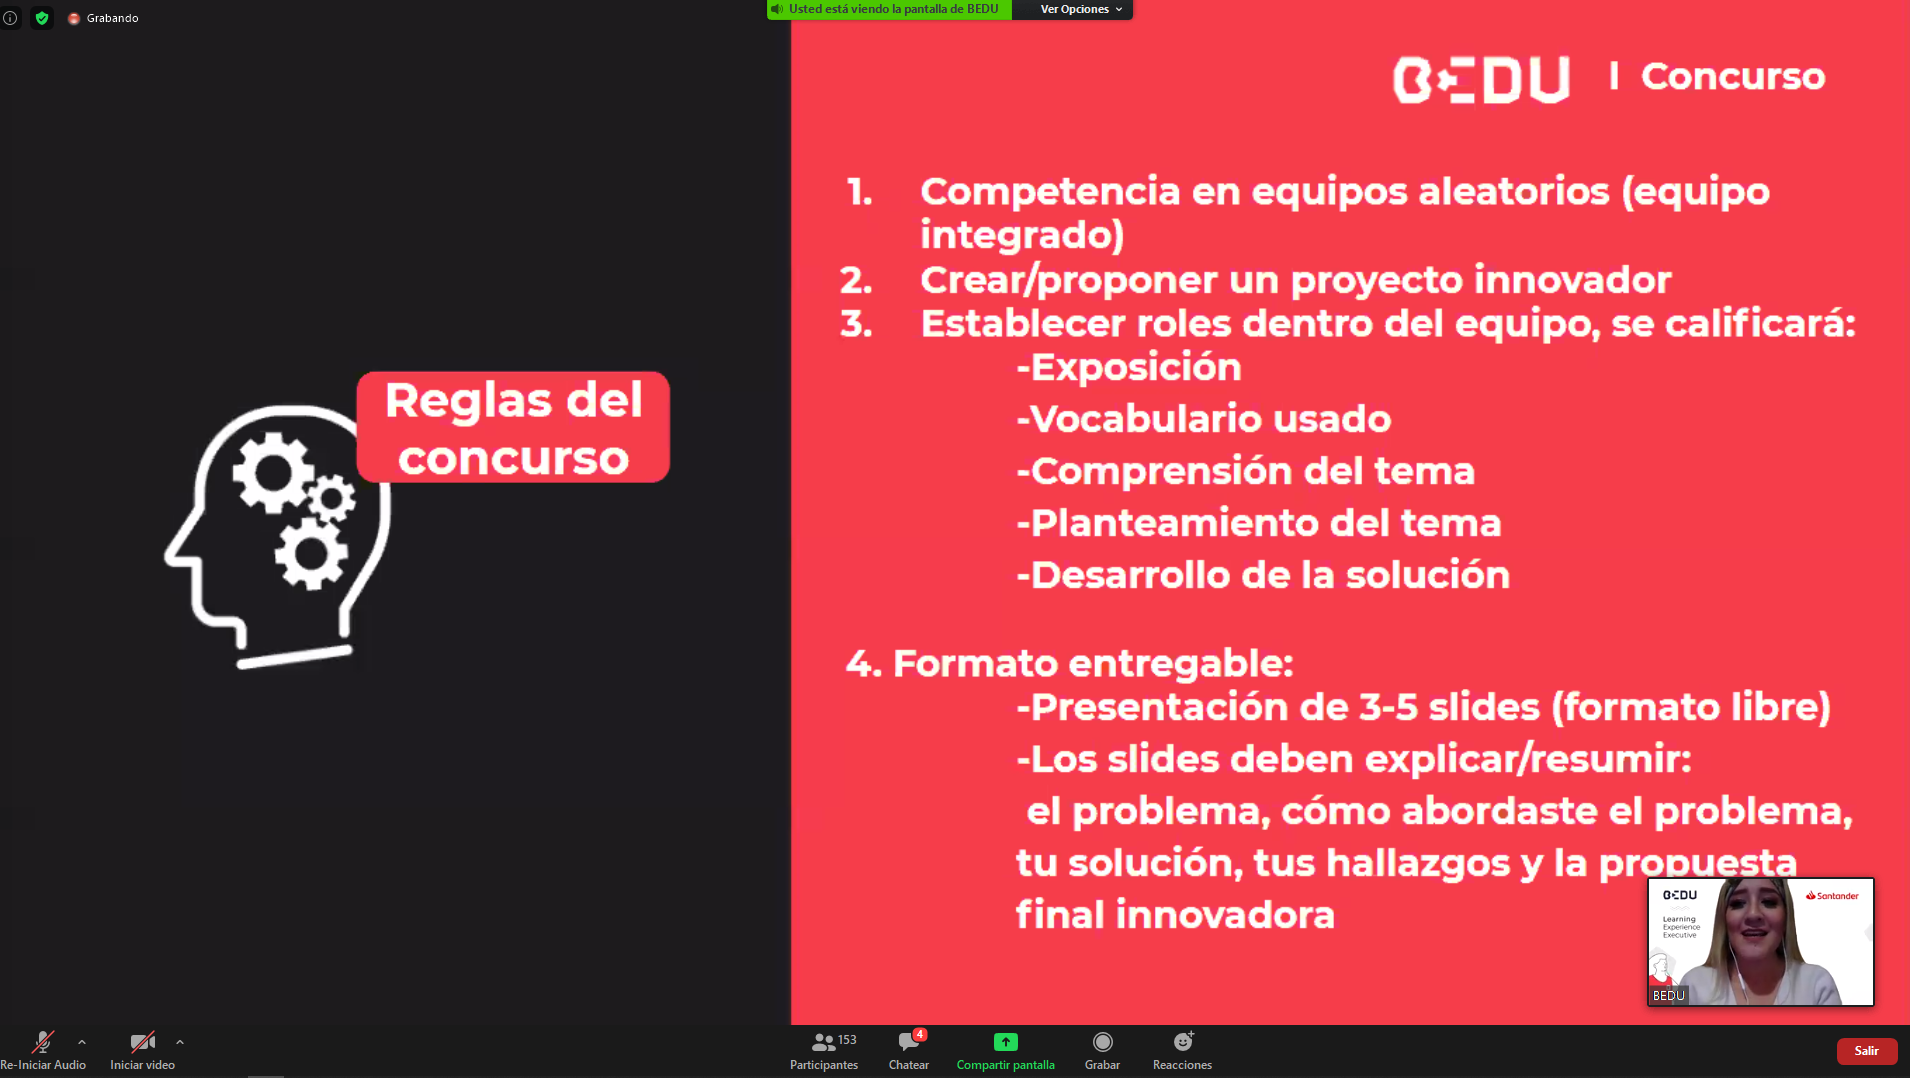 Grabando
Usted está viendo la pantalla de BEDU
Ver Opciones
BEDU | Concurso
Reglas del
concurso
1. Competencia en equipos aleatorios (equipo
integrado)
2. Crear/proponer un proyecto innovador
3. Establecer roles dentro del equipo, se calificará:
-Exposición
-Vocabulario usado
-Comprensión del tema
-Planteamiento del tema
-Desarrollo de la solución
4. Formato entregable:
-Presentación de 3-5 slides (formato libre)
-Los slides deben explicar/resumir:
el problema, cómo abordaste el problema,
tu solución, tus hallazgos y la propuesta
final innovadora
BEDU
Santander
Learning
Experience
Executive
BEDU
Re-Iniciar Audio
Iniciar video
153
Participantes
4
Chatear
Compartir pantalla
Grabar
Reacciones
Salir